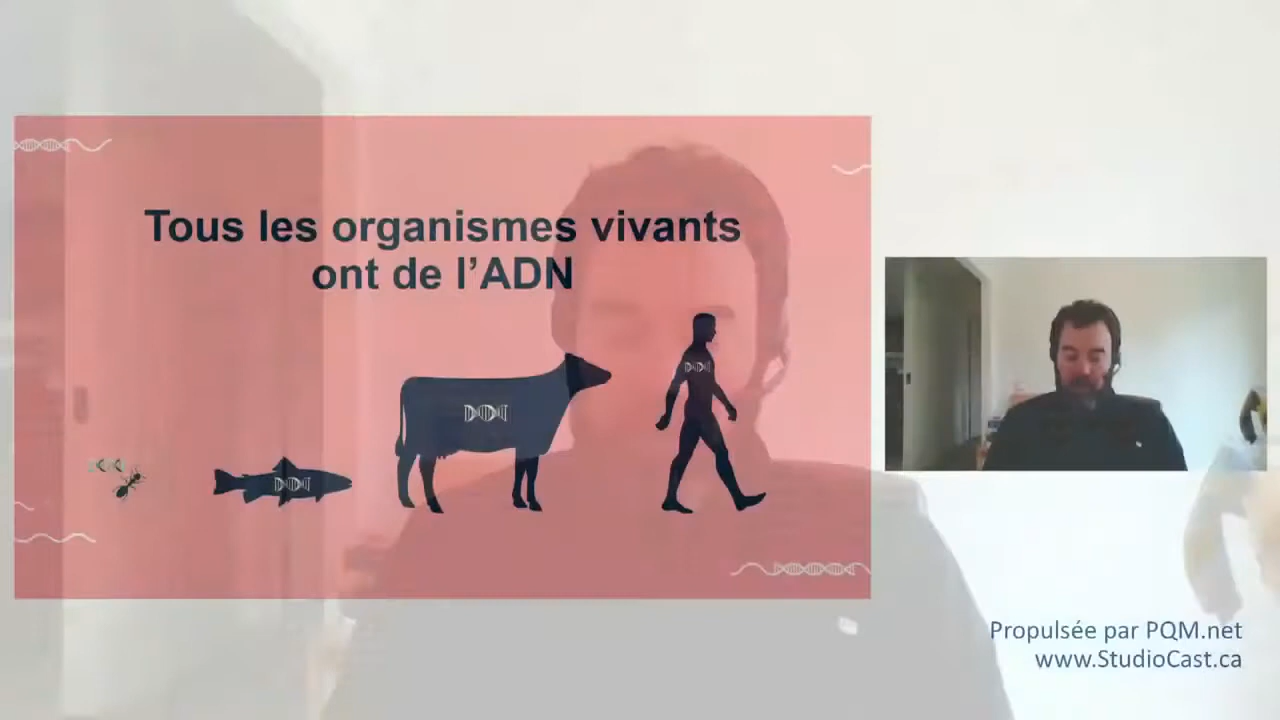 Tous les organismes vivants
ont de l’ADN
Propulsée par PQM.net
www.StudioCast.ca